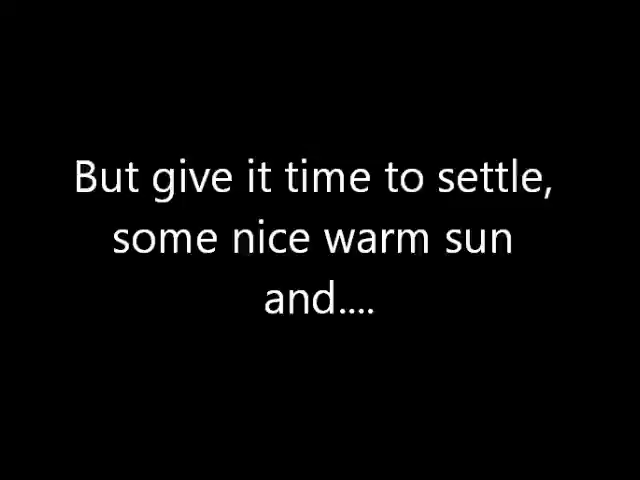 But give it time to settle,
some nice warm sun
and....